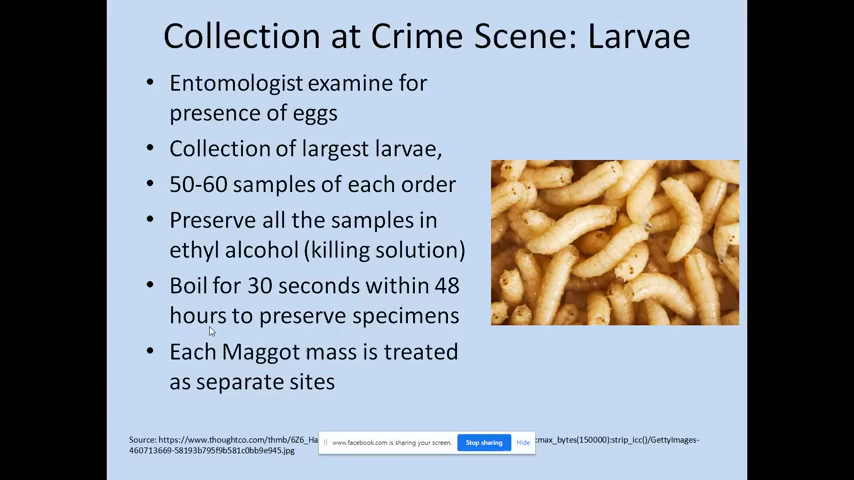 Collection at Crime Scene: Larvae
• Entomologist examine for
presence of eggs
• Collection of largest larvae,
• 50-60 samples of each order
• Preserve all the samples in
ethyl alcohol (killing solution)
• Boil for 30 seconds within 48
hours to preserve specimens
• Each Maggot mass is treated
as separate sites
Source: https://www.thoughtco.com/thmb/6Z6_Ha
:max_bytes(150000):strip_icc()/GettyImages-
460713669-58193b795f9b581c0bb9e945.jpg
www.facebook.com is sharing your screen.
Stop sharing
Hide